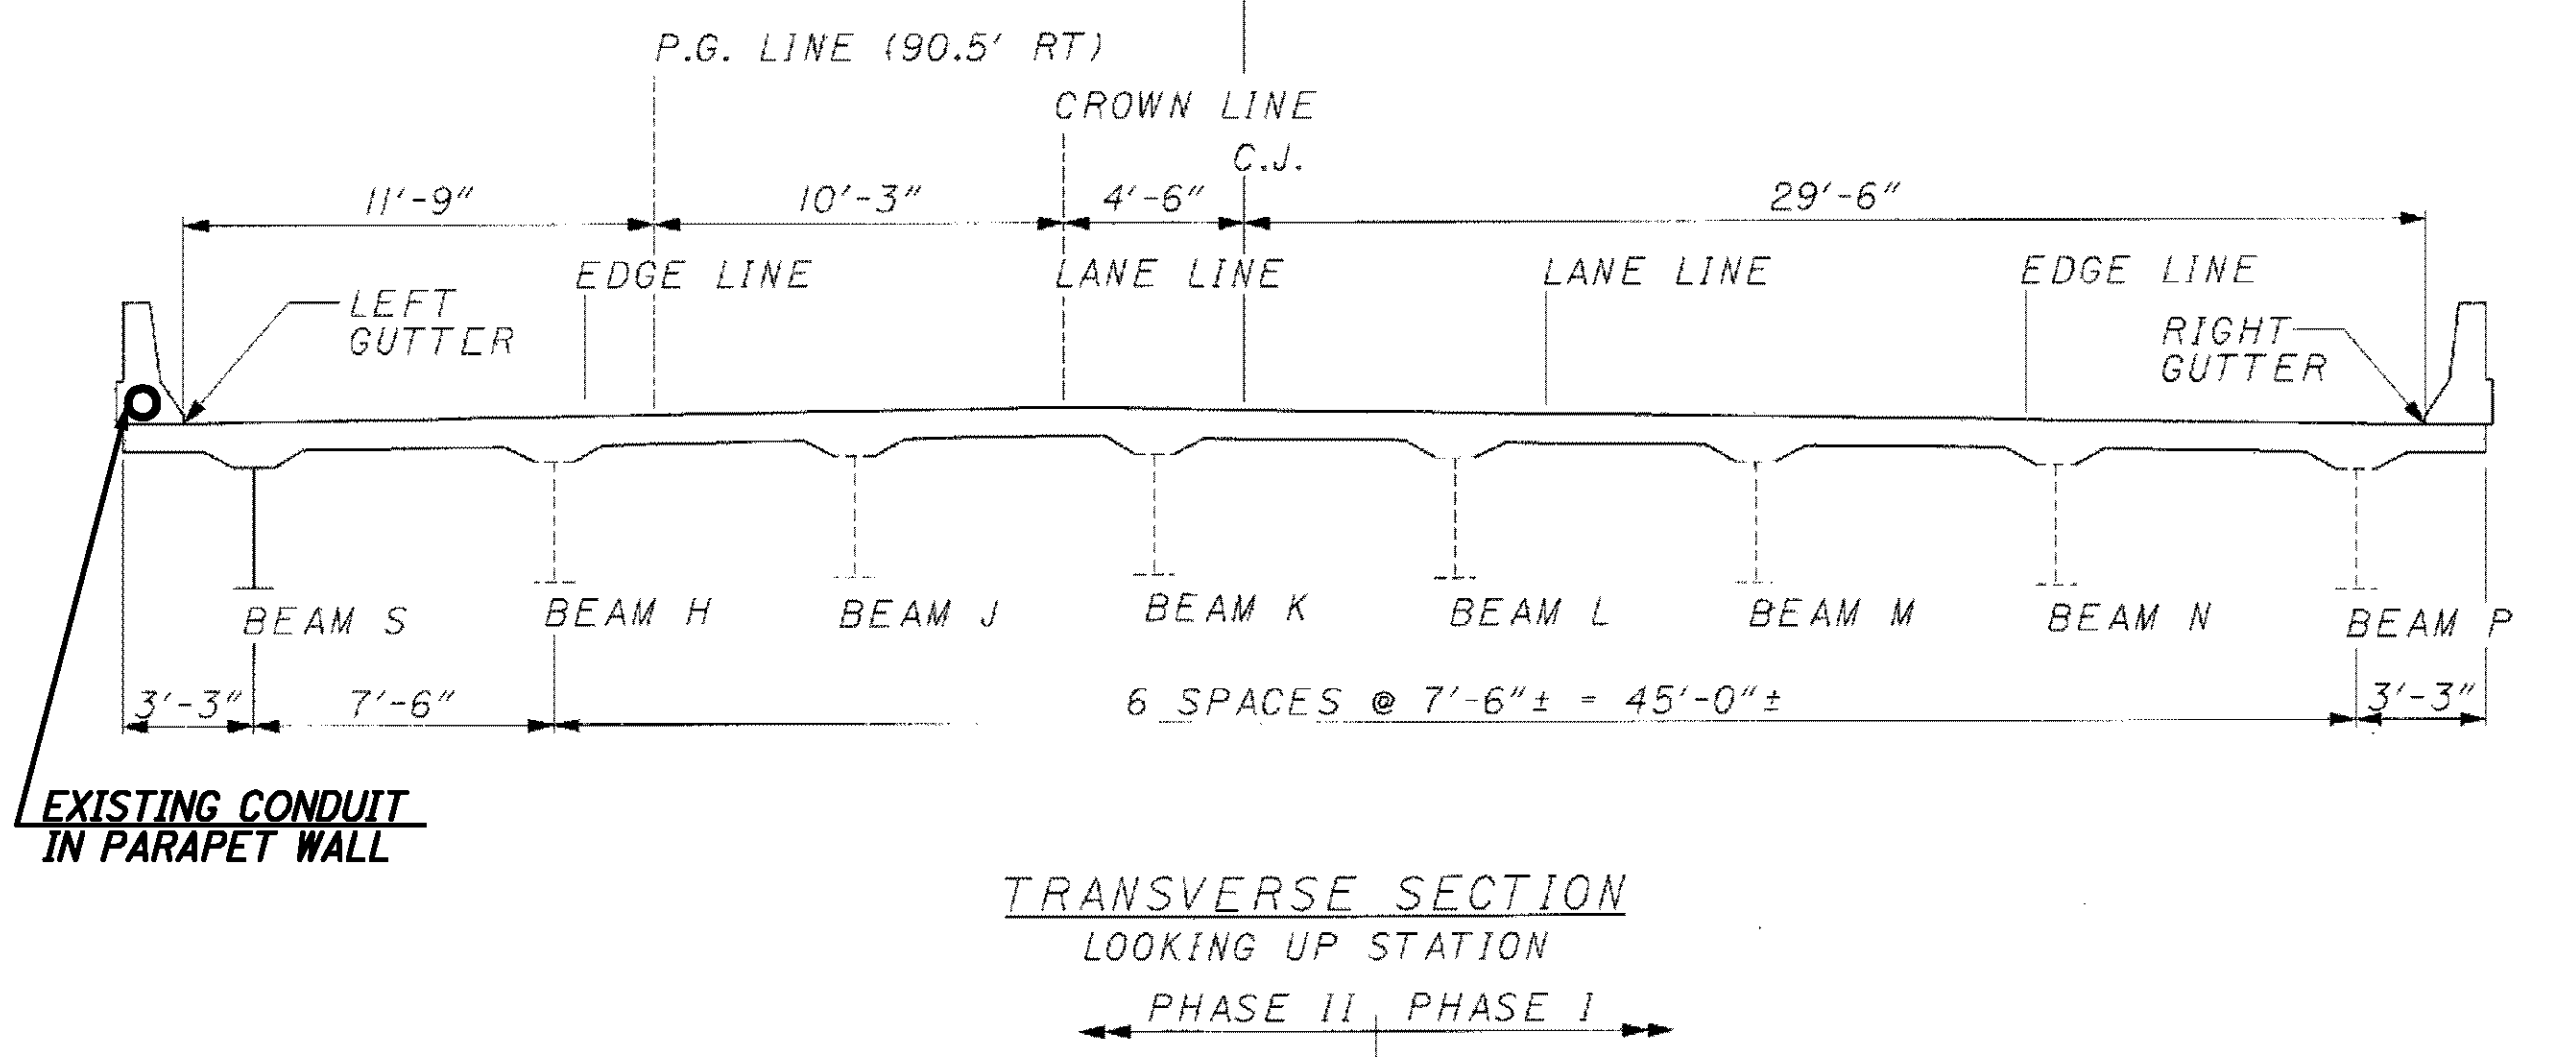 P.G. LINE (90.5' RT)
CROWN LINE
C.J.
11'-9"
10'-3"
4'-6"
29'-6"
EDGE LINE
LANE LINE
LANE LINE
EDGE LINE
LEFT
GUTTER
RIGHT
GUTTER
BEAM S
BEAM H
BEAM J
BEAM K
BEAM L
BEAM M
BEAM N
BEAM P
3'-3"
7'-6"
6 SPACES @ 7'-6"± = 45'-0"±
3'-3"
EXISTING CONDUIT
IN PARAPET WALL
TRANSVERSE SECTION
LOOKING UP STATION
PHASE II
PHASE I